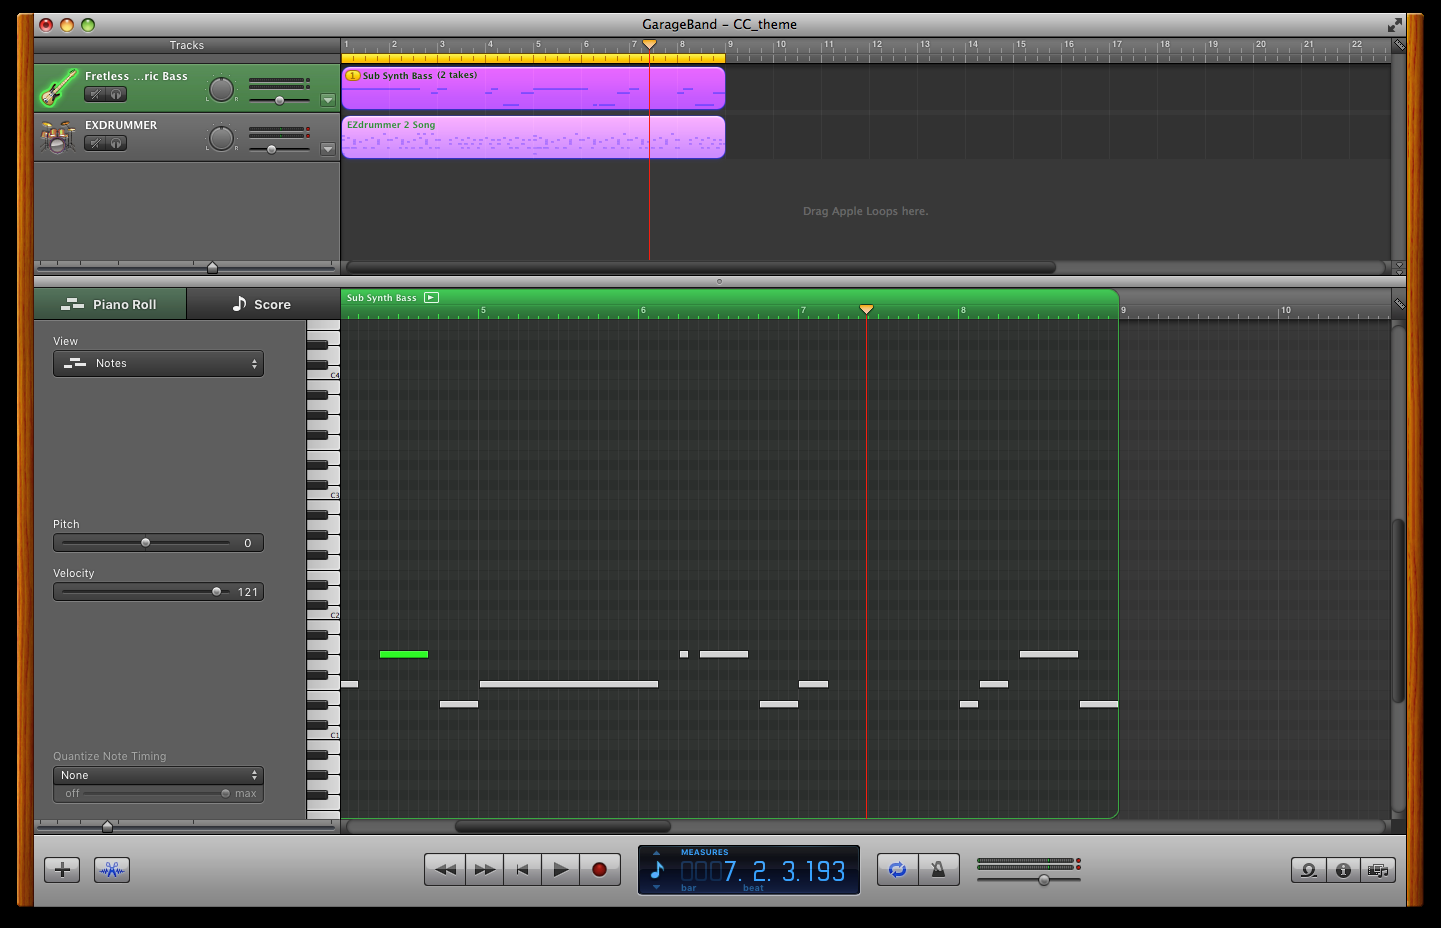 GarageBand – CC_theme
Tracks
1 2 3 4 5 6 7 8 9 10 11 12 13 14 15 16 17 18 19 20 21 22
Fretless ...ric Bass
L R
1 Sub Synth Bass (2 takes)
EXDRUMMER
L R
EZdrummer 2 Song
Drag Apple Loops here.
Piano Roll
Score
Sub Synth Bass
5 6 7 8 9 10
View
Notes
C4
C3
Pitch
0
Velocity
121
C2
C1
Quantize Note Timing
None
off max
MEASURES
0007. 2. 3.193
bar beat